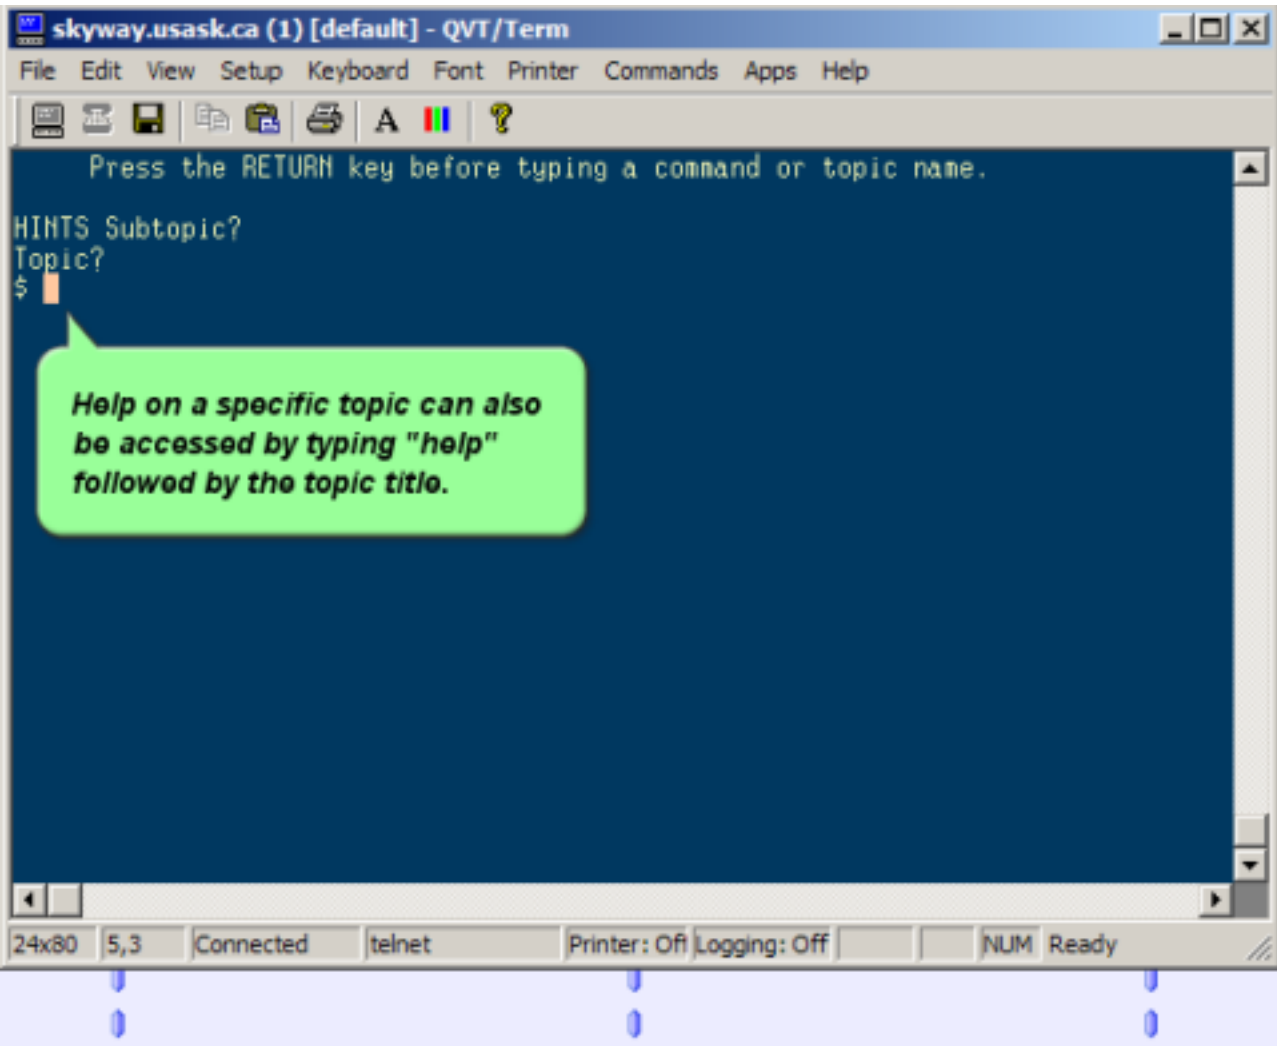 skyway.usask.ca (1) [default] - QVT/Term
File Edit View Setup Keyboard Font Printer Commands Apps Help
A
Press the RETURN key before typing a command or topic name.
HINTS Subtopic?
Topic?
$
Help on a specific topic can also
be accessed by typing "help"
followed by the topic title.
24x80 5,3 Connected telnet Printer: Off Logging: Off NUM Ready